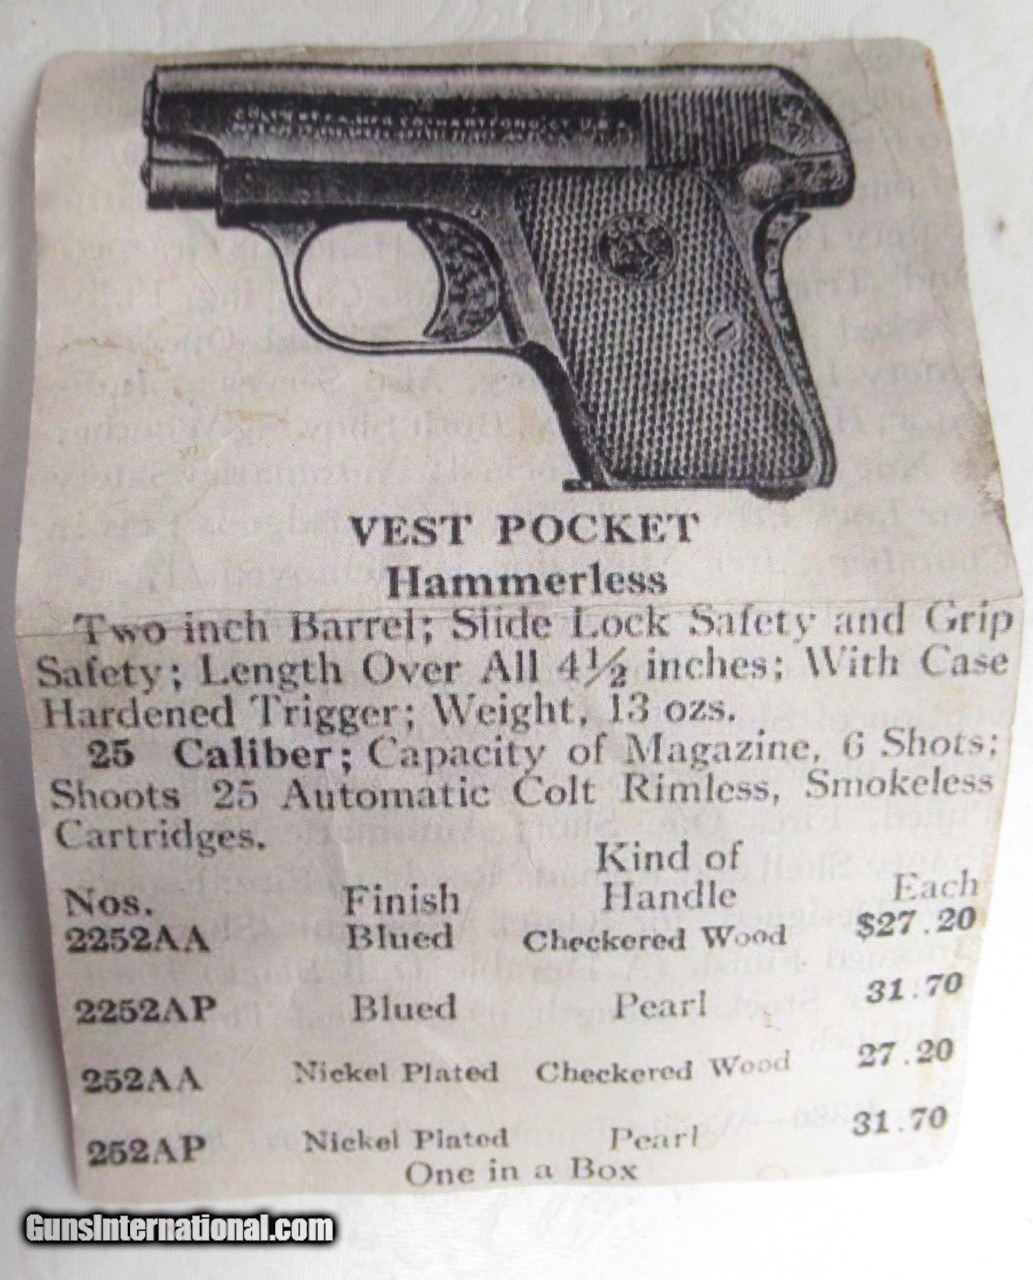 VEST POCKET
Hammerless
Two inch Barrel; Slide Lock Safety and Grip
Safety; Length Over All 4½ inches; With Case
Hardened Trigger; Weight, 13 ozs.
25 Caliber; Capacity of Magazine, 6 Shots;
Shoots 25 Automatic Colt Rimless, Smokeless
Cartridges.
Nos. Finish Kind of Handle Each
2252AA Blued Checkered Wood $27.20
2252AP Blued Pearl 31.70
252AA Nickel Plated Checkered Wood 27.20
252AP Nickel Plated Pearl 31.70
One in a Box
GunsInternational.com